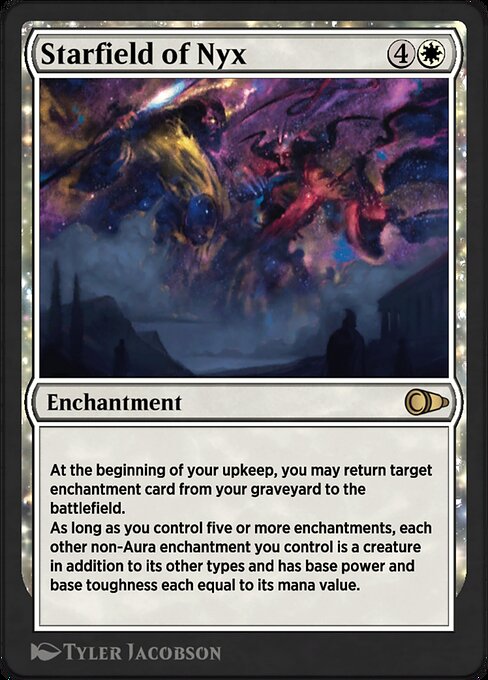 Starfield of Nyx 4
Enchantment
At the beginning of your upkeep, you may return target
enchantment card from your graveyard to the
battlefield.
As long as you control five or more enchantments, each
other non-Aura enchantment you control is a creature
in addition to its other types and has base power and
base toughness each equal to its mana value.
Tyler Jacobson